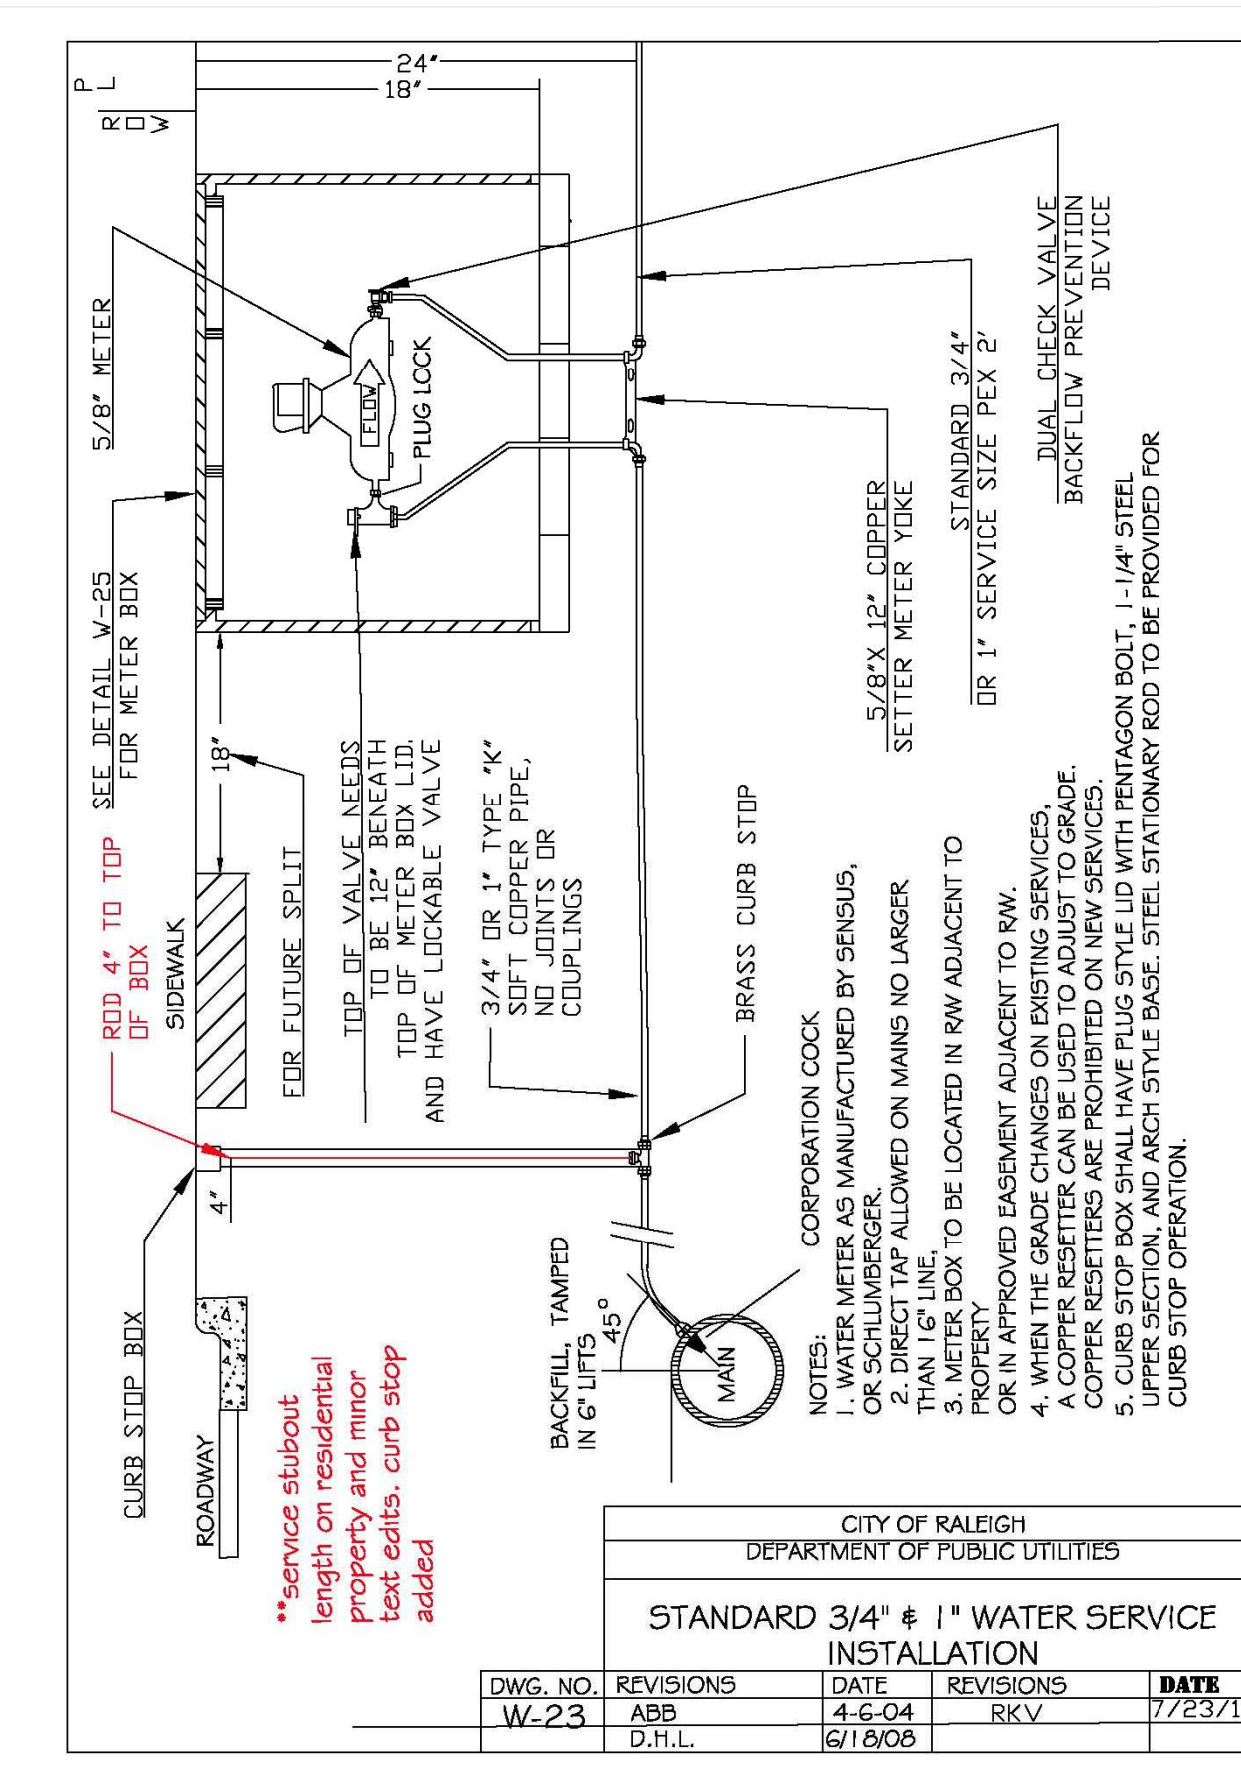 P
L
R
O
W
24"
18"
5/8" METER
SEE DETAIL W-25
FOR METER BOX
ROD 4" TO TOP
OF BOX
SIDEWALK
CURB STOP BOX
ROADWAY
4"
18"
FOR FUTURE SPLIT
FLOW
PLUG LOCK
TOP OF VALVE NEEDS
TO BE 12" BENEATH
TOP OF METER BOX LID.
AND HAVE LOCKABLE VALVE
3/4" OR 1" TYPE "K"
SOFT COPPER PIPE,
NO JOINTS OR
COUPLINGS
BRASS CURB STOP
5/8"X 12" COPPER
SETTER METER YOKE
STANDARD 3/4"
OR 1" SERVICE SIZE PEX 2'
DUAL CHECK VALVE
BACKFLOW PREVENTION
DEVICE
**service stubout
length on residential
property and minor
text edits. curb stop
added
BACKFILL, TAMPED
IN 6" LIFTS
45°
MAIN
CORPORATION COCK
NOTES:
1. WATER METER AS MANUFACTURED BY SENSUS,
OR SCHLUMBERGER.
2. DIRECT TAP ALLOWED ON MAINS NO LARGER
THAN 16" LINE.
3. METER BOX TO BE LOCATED IN R/W ADJACENT TO
PROPERTY
OR IN APPROVED EASEMENT ADJACENT TO R/W.
4. WHEN THE GRADE CHANGES ON EXISTING SERVICES,
A COPPER RESETTER CAN BE USED TO ADJUST TO GRADE.
COPPER RESETTERS ARE PROHIBITED ON NEW SERVICES.
5. CURB STOP BOX SHALL HAVE PLUG STYLE LID WITH PENTAGON BOLT, 1-1/4" STEEL
UPPER SECTION, AND ARCH STYLE BASE. STEEL STATIONARY ROD TO BE PROVIDED FOR
CURB STOP OPERATION.
CITY OF RALEIGH
DEPARTMENT OF PUBLIC UTILITIES
STANDARD 3/4" & 1" WATER SERVICE
INSTALLATION
DWG. NO. REVISIONS DATE REVISIONS DATE
W-23 ABB 4-6-04 RKV 7/23/1
D.H.L. 6/18/08